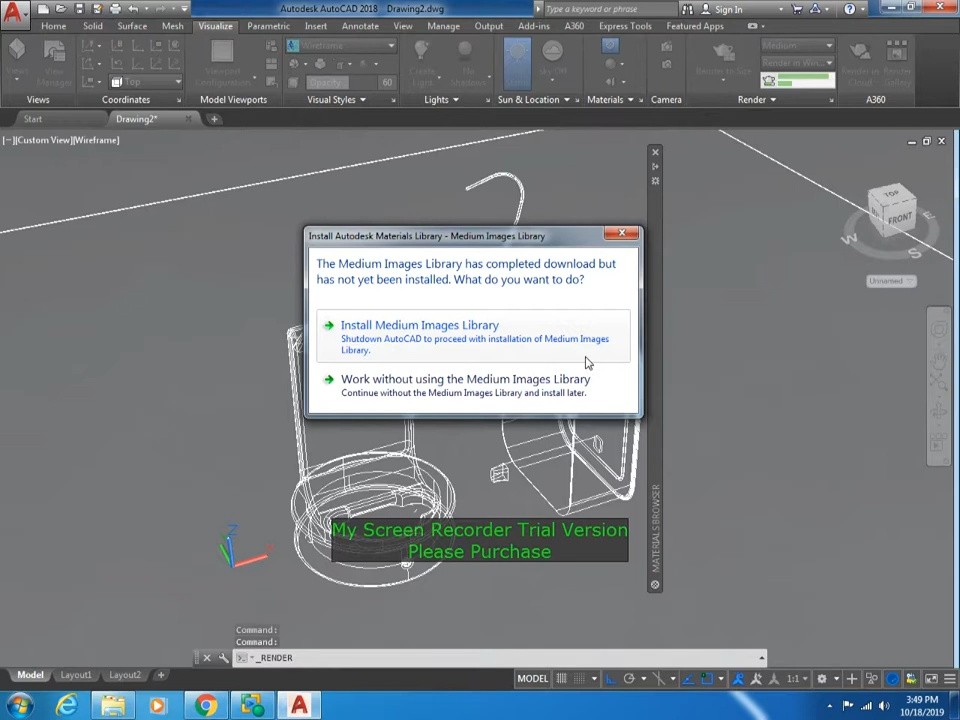 Autodesk AutoCAD 2018 Drawing2.dwg
Type a keyword or phrase
Sign In
Home Solid Surface Mesh Visualize Parametric Insert Annotate View Manage Output Add-ins A360 Express Tools Featured Apps
Wireframe
Medium
Top
Opacity 60
Views Coordinates Model Viewports Visual Styles Lights Sun & Location Materials Camera Render A360
Start Drawing2*
[−][Custom View][Wireframe]
TOP
FRONT
W
S
Unnamed
Install Autodesk Materials Library - Medium Images Library
The Medium Images Library has completed download but
has not yet been installed. What do you want to do?
Install Medium Images Library
Shutdown AutoCAD to proceed with installation of Medium Images
Library.
Work without using the Medium Images Library
Continue without the Medium Images Library and install later.
MATERIALS BROWSER
My Screen Recorder Trial Version
Please Purchase
Z
Command:
Command:
_RENDER
Model Layout1 Layout2
MODEL
1:1
3:49 PM
10/18/2019